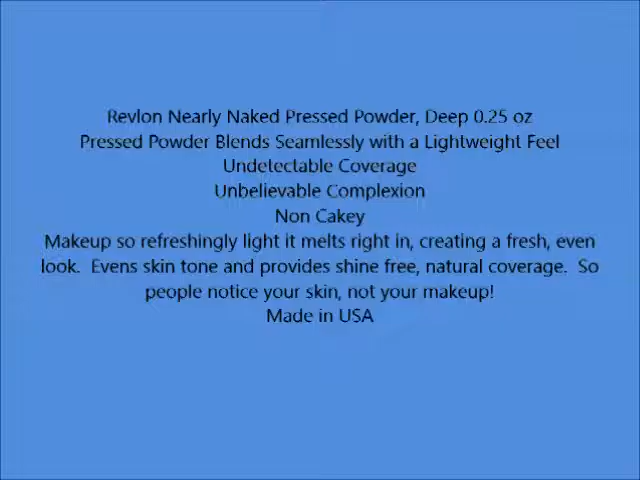 Revlon Nearly Naked Pressed Powder, Deep 0.25 oz
Pressed Powder Blends Seamlessly with a Lightweight Feel
Undetectable Coverage
Unbelievable Complexion
Non Cakey
Makeup so refreshingly light it melts right in, creating a fresh, even
look.  Evens skin tone and provides shine free, natural coverage.  So
people notice your skin, not your makeup!
Made in USA